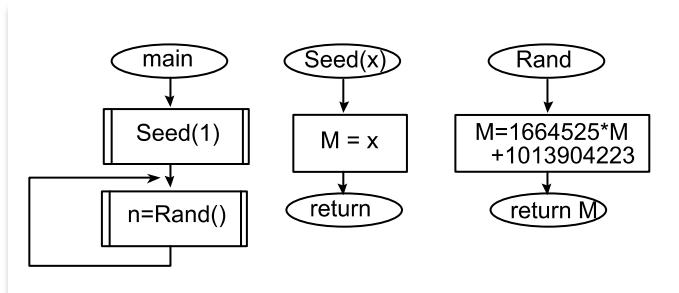 main
Seed(1)
n=Rand()
Seed(x)
M = x
return
Rand
M=1664525*M
+1013904223
return M